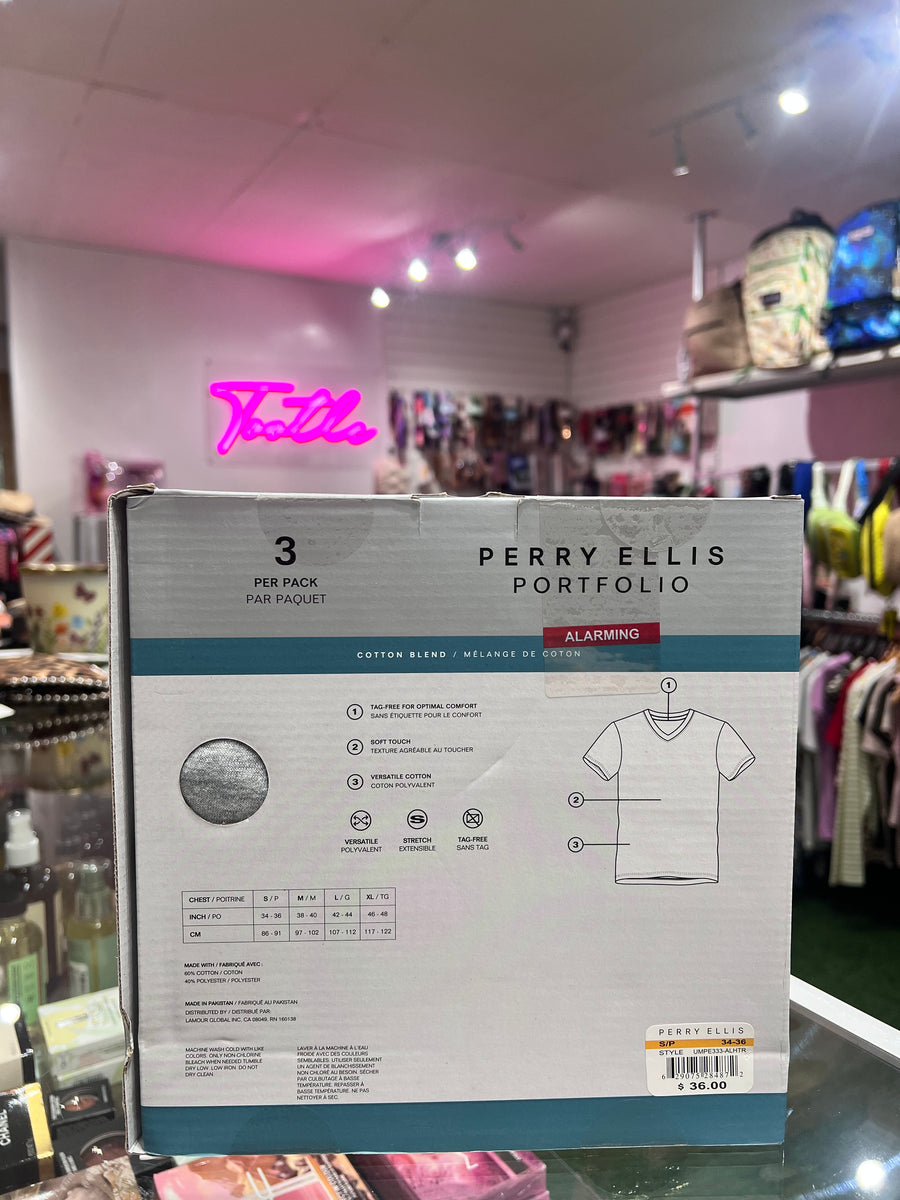 Tootlo
3
PER PACK
PAR PAQUET
PERRY ELLIS
PORTFOLIO
ALARMING
COTTON BLEND / MÉLANGE DE COTON
1
1 TAG-FREE FOR OPTIMAL COMFORT
SANS ÉTIQUETTE POUR LE CONFORT
2 SOFT TOUCH
TEXTURE AGRÉABLE AU TOUCHER
3 VERSATILE COTTON
COTON POLYVALENT
2
3
VERSATILE
POLYVALENT
S
STRETCH
EXTENSIBLE
TAG-FREE
SANS TAG
CHEST / POITRINE S / P M / M L / G XL / TG
INCH / PO 34 - 36 38 - 40 42 - 44 46 - 48
CM 86 - 91 97 - 102 107 - 112 117 - 122
MADE WITH / FABRIQUÉ AVEC :
60% COTTON / COTON
40% POLYESTER / POLYESTER
MADE IN PAKISTAN / FABRIQUÉ AU PAKISTAN
DISTRIBUTED BY / DISTRIBUÉ PAR:
LAMOUR GLOBAL INC. CA 08049. RN 160138
MACHINE WASH COLD WITH LIKE
COLORS. ONLY NON-CHLORINE
BLEACH WHEN NEEDED TUMBLE
DRY LOW. LOW IRON. DO NOT
DRY CLEAN
LAVER À LA MACHINE À L'EAU
FROIDE AVEC DES COULEURS
SEMBLABLES. UTILISER SEULEMENT
UN AGENT DE BLANCHISSEMENT
NON CHLORÉ AU BESOIN. SÉCHER
PAR CULBUTAGE À BASSE
TEMPÉRATURE. REPASSER À
BASSE TEMPÉRATURE. NE PAS
NETTOYER À SEC.
PERRY ELLIS
S/P 34-36
STYLE UMPE333-ALHTR
6 29075 28487 2
$ 36.00
CHANEL